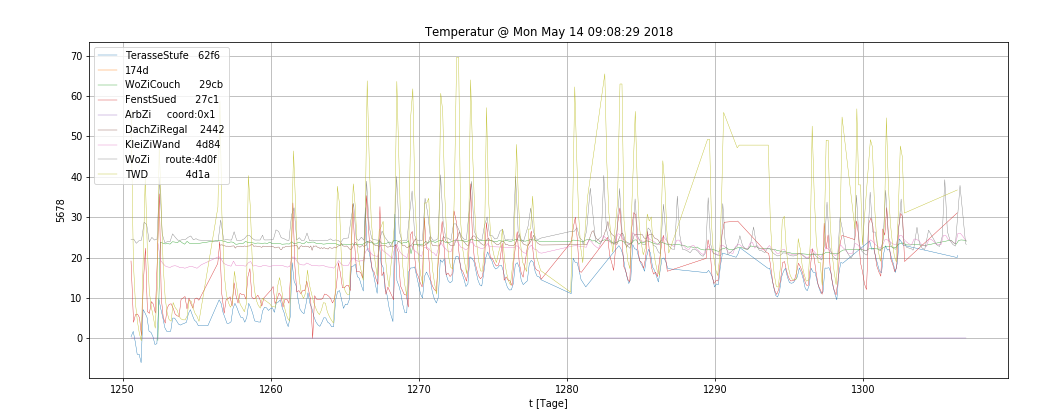 Temperatur @ Mon May 14 09:08:29 2018
70
60
50
40
30
20
10
0
5678
TerasseStufe 62f6
174d
WoZiCouch 29cb
FenstSued 27c1
ArbZi coord:0x1
DachZiRegal 2442
KleiZiWand 4d84
WoZi route:4d0f
TWD 4d1a
1250 1260 1270 1280 1290 1300
t [Tage]